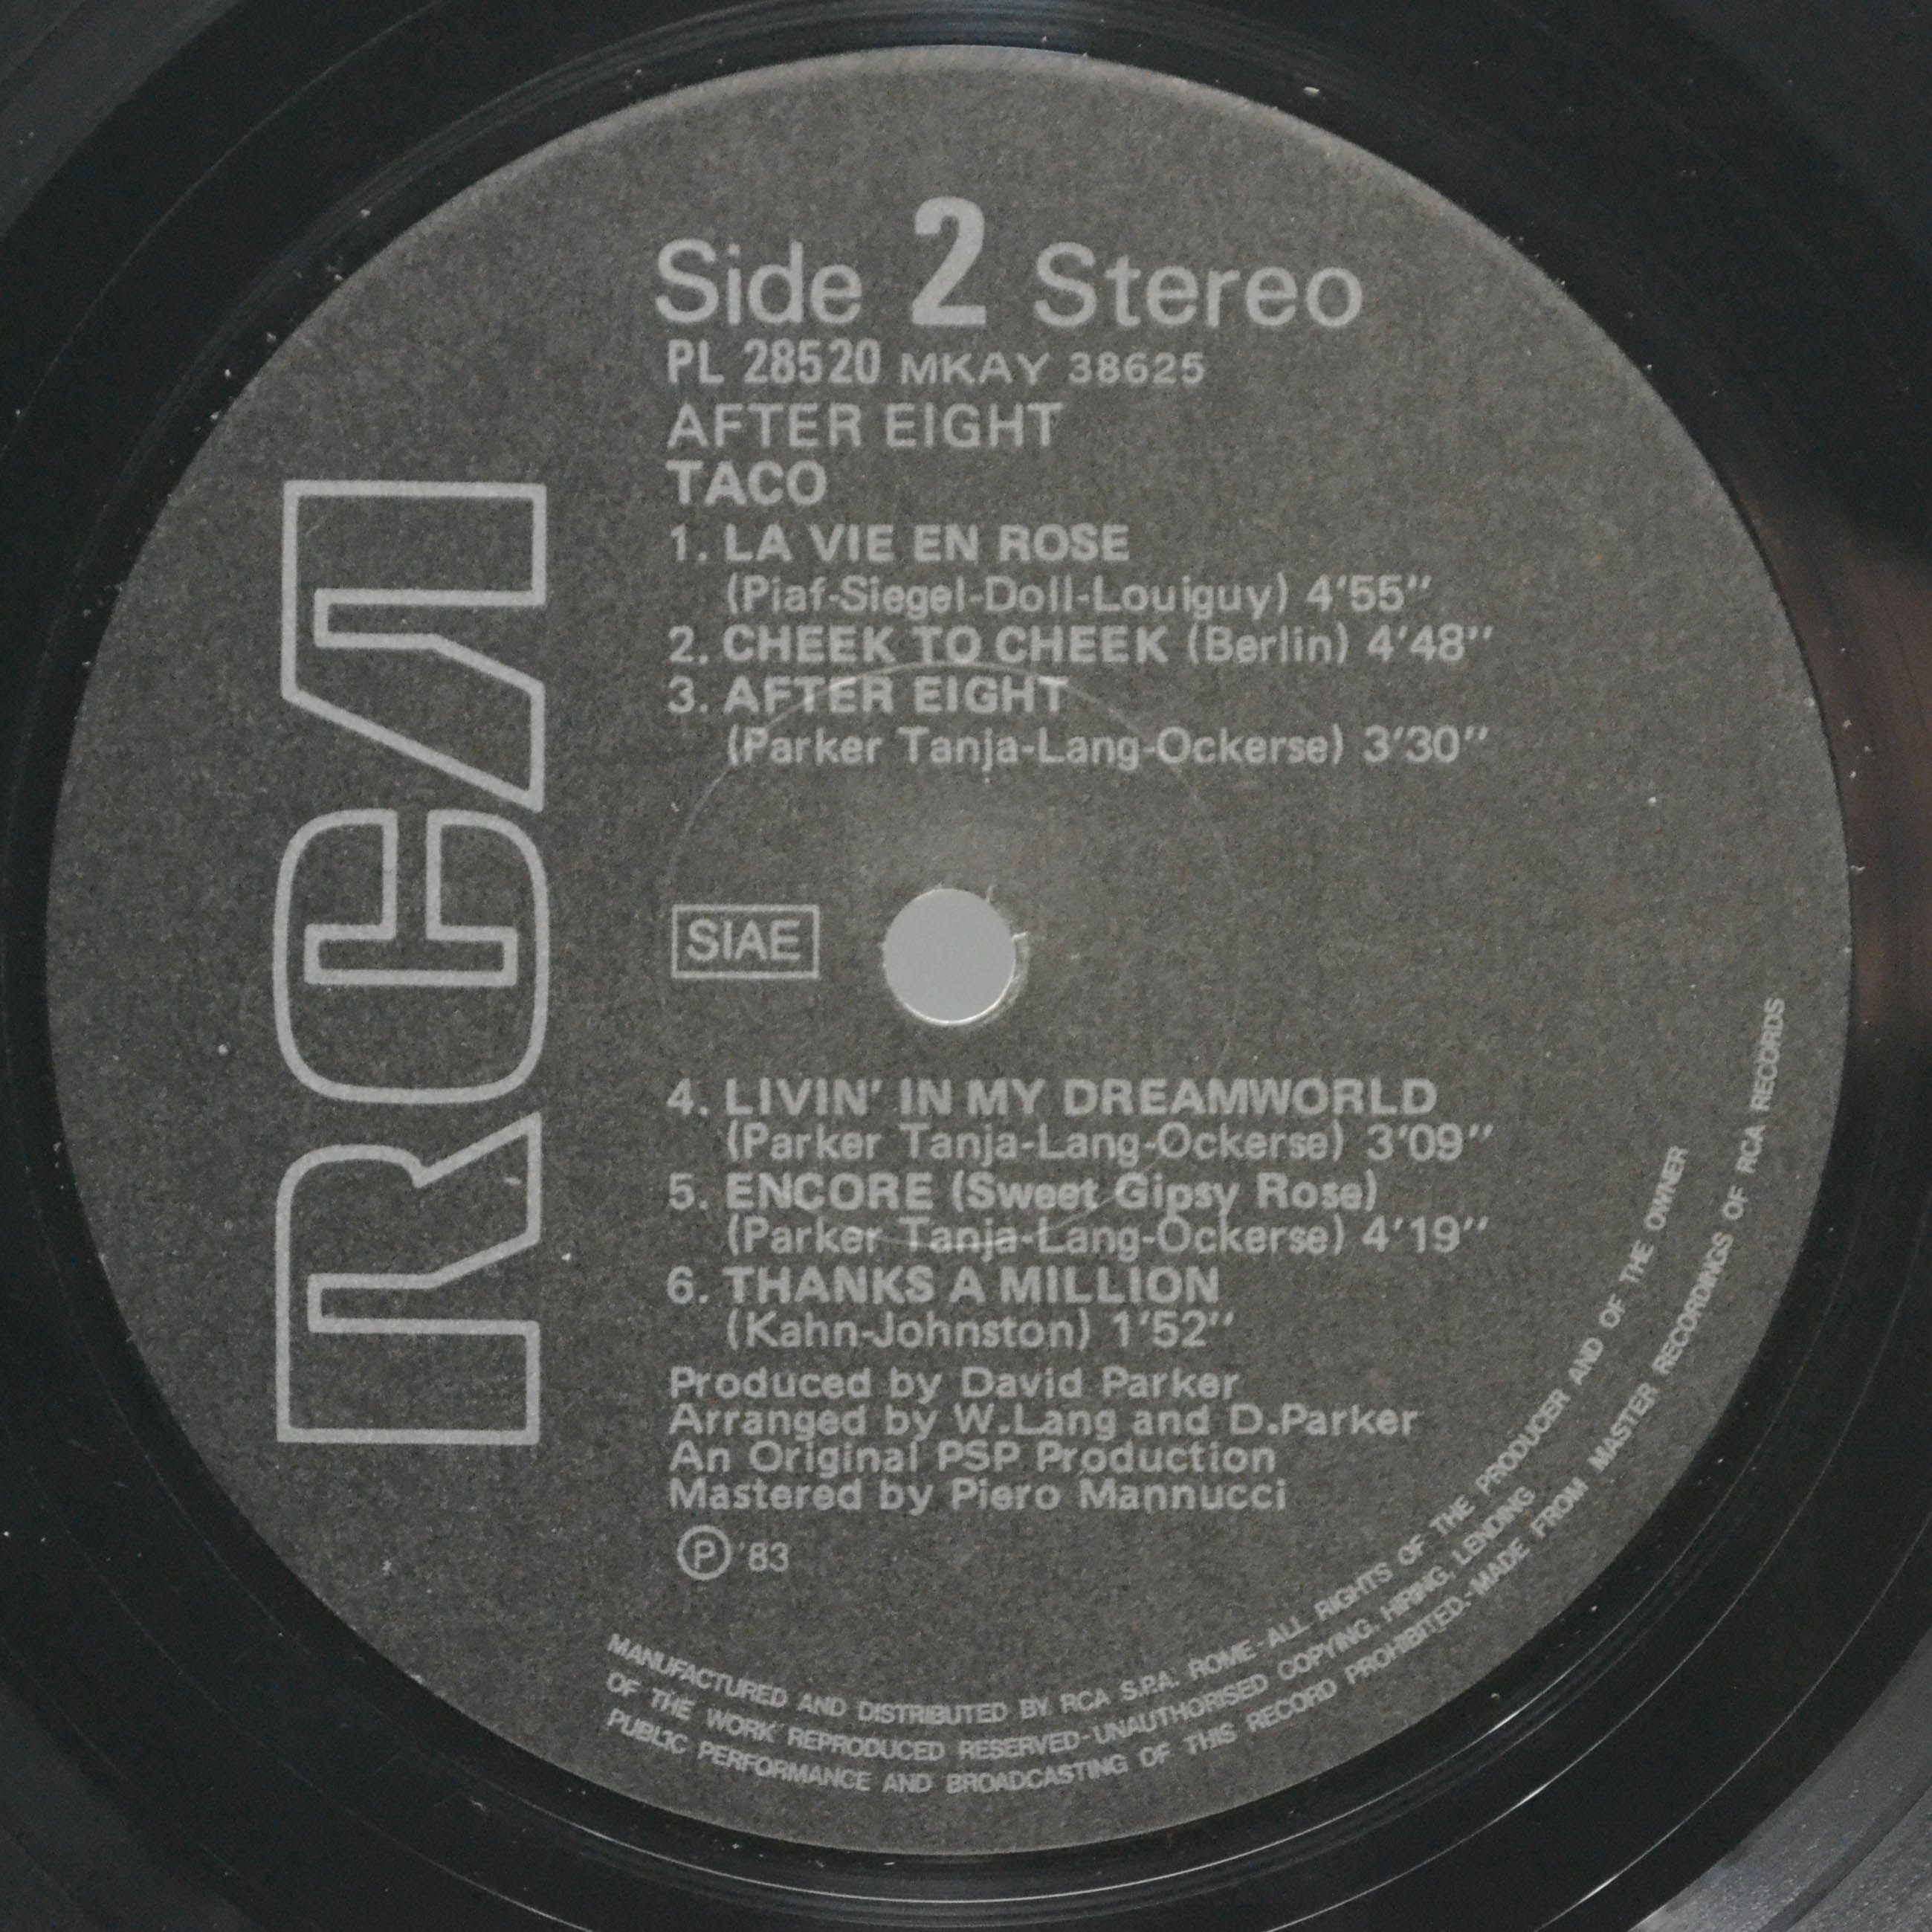 Side 2 Stereo
PL 28520 MKAY 38625
AFTER EIGHT
TACO
1. LA VIE EN ROSE
(Piaf-Siegel-Doll-Louiguy) 4'55''
2. CHEEK TO CHEEK (Berlin) 4'48''
3. AFTER EIGHT
(Parker Tanja-Lang-Ockerse) 3'30''
RCA
SIAE
4. LIVIN' IN MY DREAMWORLD
(Parker Tanja-Lang-Ockerse) 3'09''
5. ENCORE (Sweet Gipsy Rose)
(Parker Tanja-Lang-Ockerse) 4'19''
6. THANKS A MILLION
(Kahn-Johnston) 1'52''
Produced by David Parker
Arranged by W.Lang and D.Parker
An Original PSP Production
Mastered by Piero Mannucci
Ⓟ '83
MANUFACTURED AND DISTRIBUTED BY RCA S.P.A. ROME - ALL RIGHTS OF THE PRODUCER AND OF THE OWNER
OF THE WORK REPRODUCED RESERVED-UNAUTHORISED COPYING, HIRING, LENDING
PUBLIC PERFORMANCE AND BROADCASTING OF THIS RECORD PROHIBITED.-MADE FROM MASTER RECORDINGS OF RCA RECORDS